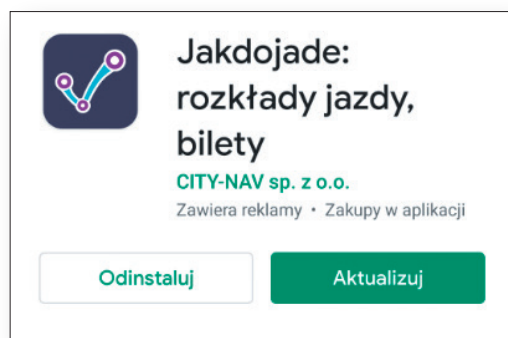 Jakdojade:
rozkłady jazdy,
bilety
CITY-NAV sp. z o.o.
Zawiera reklamy • Zakupy w aplikacji
Odinstaluj
Aktualizuj